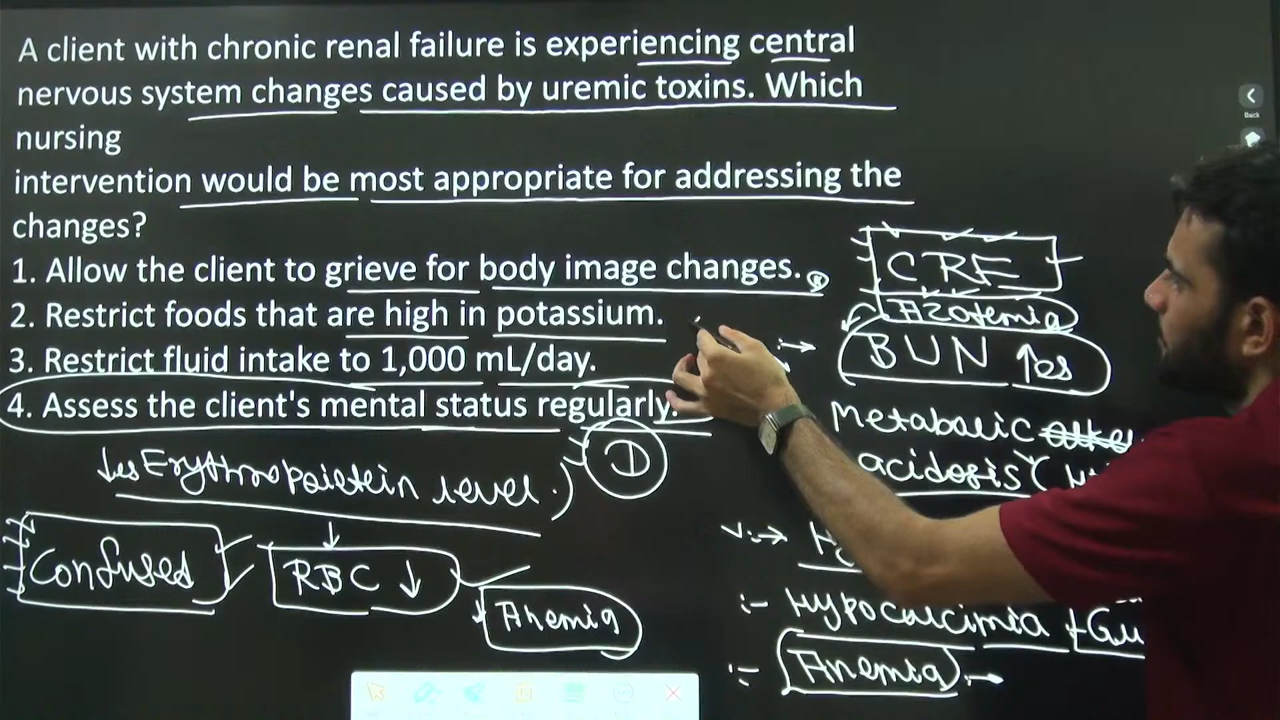 A client with chronic renal failure is experiencing central
nervous system changes caused by uremic toxins. Which
nursing
intervention would be most appropriate for addressing the
changes?
1. Allow the client to grieve for body image changes.
2. Restrict foods that are high in potassium.
3. Restrict fluid intake to 1,000 mL/day.
4. Assess the client's mental status regularly.
Back
CRF
Azotemia
BUN ↑es
Metabolic
acidosis
↓es Erythropoietin level.
Confused
RBC ↓
Anemia
Hypocalcimia +
Anemia →